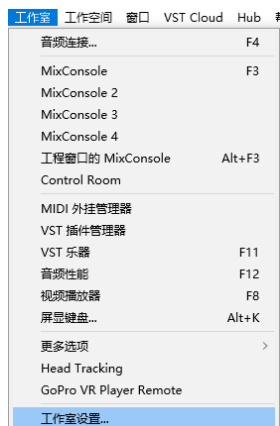 工作室 工作空间 窗口 VST Cloud Hub
音频连接... F4
MixConsole F3
MixConsole 2
MixConsole 3
MixConsole 4
工程窗口的 MixConsole Alt+F3
Control Room
MIDI 外挂管理器
VST 插件管理器
VST 乐器 F11
音频性能 F12
视频播放器 F8
屏显键盘... Alt+K
更多选项 >
Head Tracking
GoPro VR Player Remote
工作室设置...